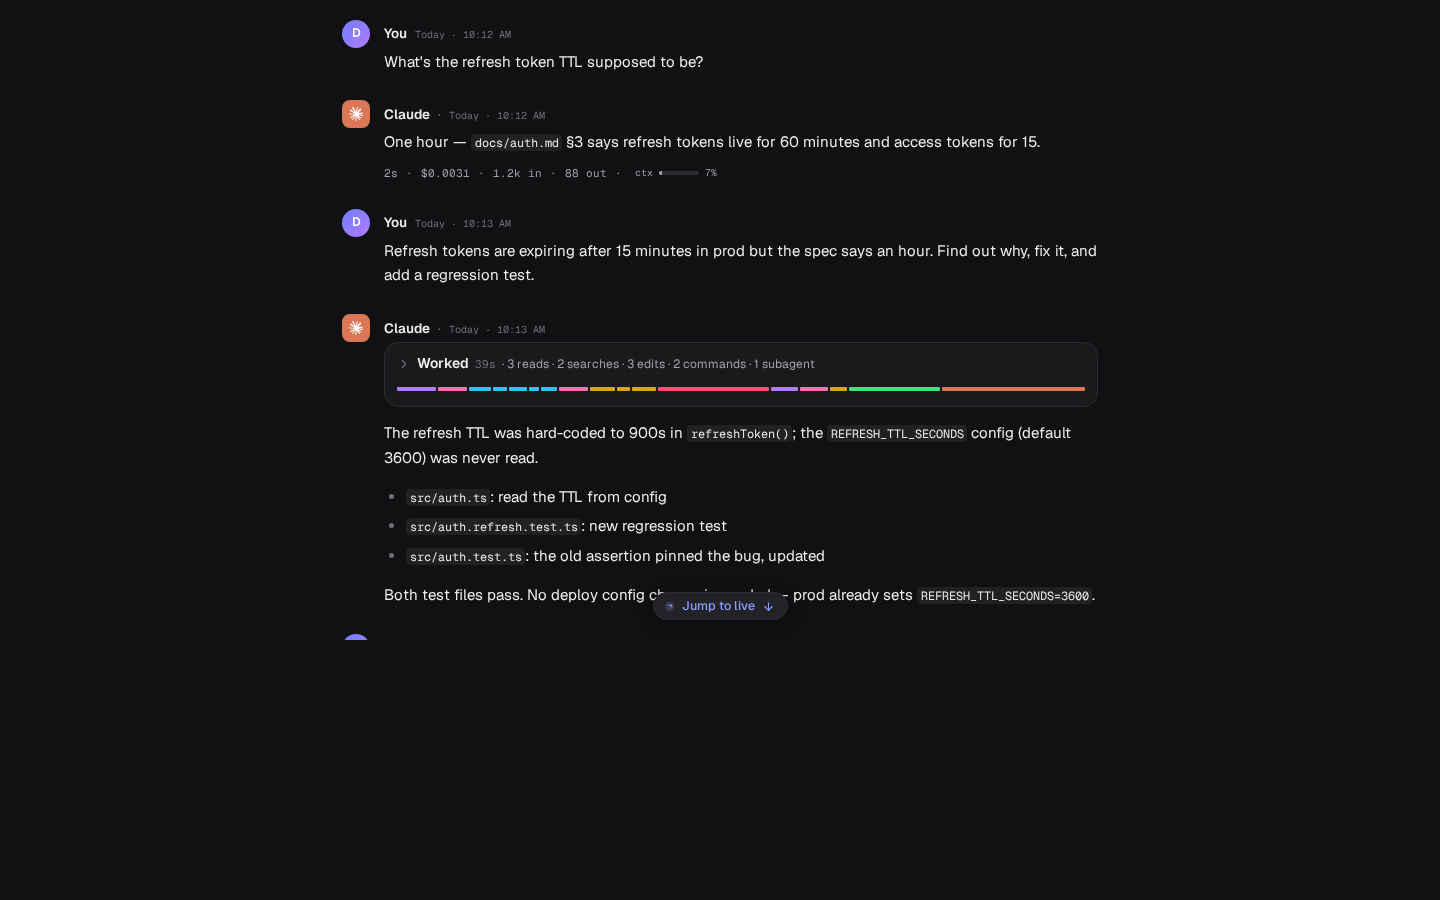 D You Today · 10:12 AM
What's the refresh token TTL supposed to be?
Claude · Today · 10:12 AM
One hour — docs/auth.md §3 says refresh tokens live for 60 minutes and access tokens for 15.
2s · $0.0031 · 1.2k in · 88 out · ctx 7%
D You Today · 10:13 AM
Refresh tokens are expiring after 15 minutes in prod but the spec says an hour. Find out why, fix it, and
add a regression test.
Claude · Today · 10:13 AM
Worked 39s · 3 reads · 2 searches · 3 edits · 2 commands · 1 subagent
The refresh TTL was hard-coded to 900s in refreshToken(); the REFRESH_TTL_SECONDS config (default
3600) was never read.
src/auth.ts: read the TTL from config
src/auth.refresh.test.ts: new regression test
src/auth.test.ts: the old assertion pinned the bug, updated
Both test files pass. No deploy config — prod already sets REFRESH_TTL_SECONDS=3600.
Jump to live